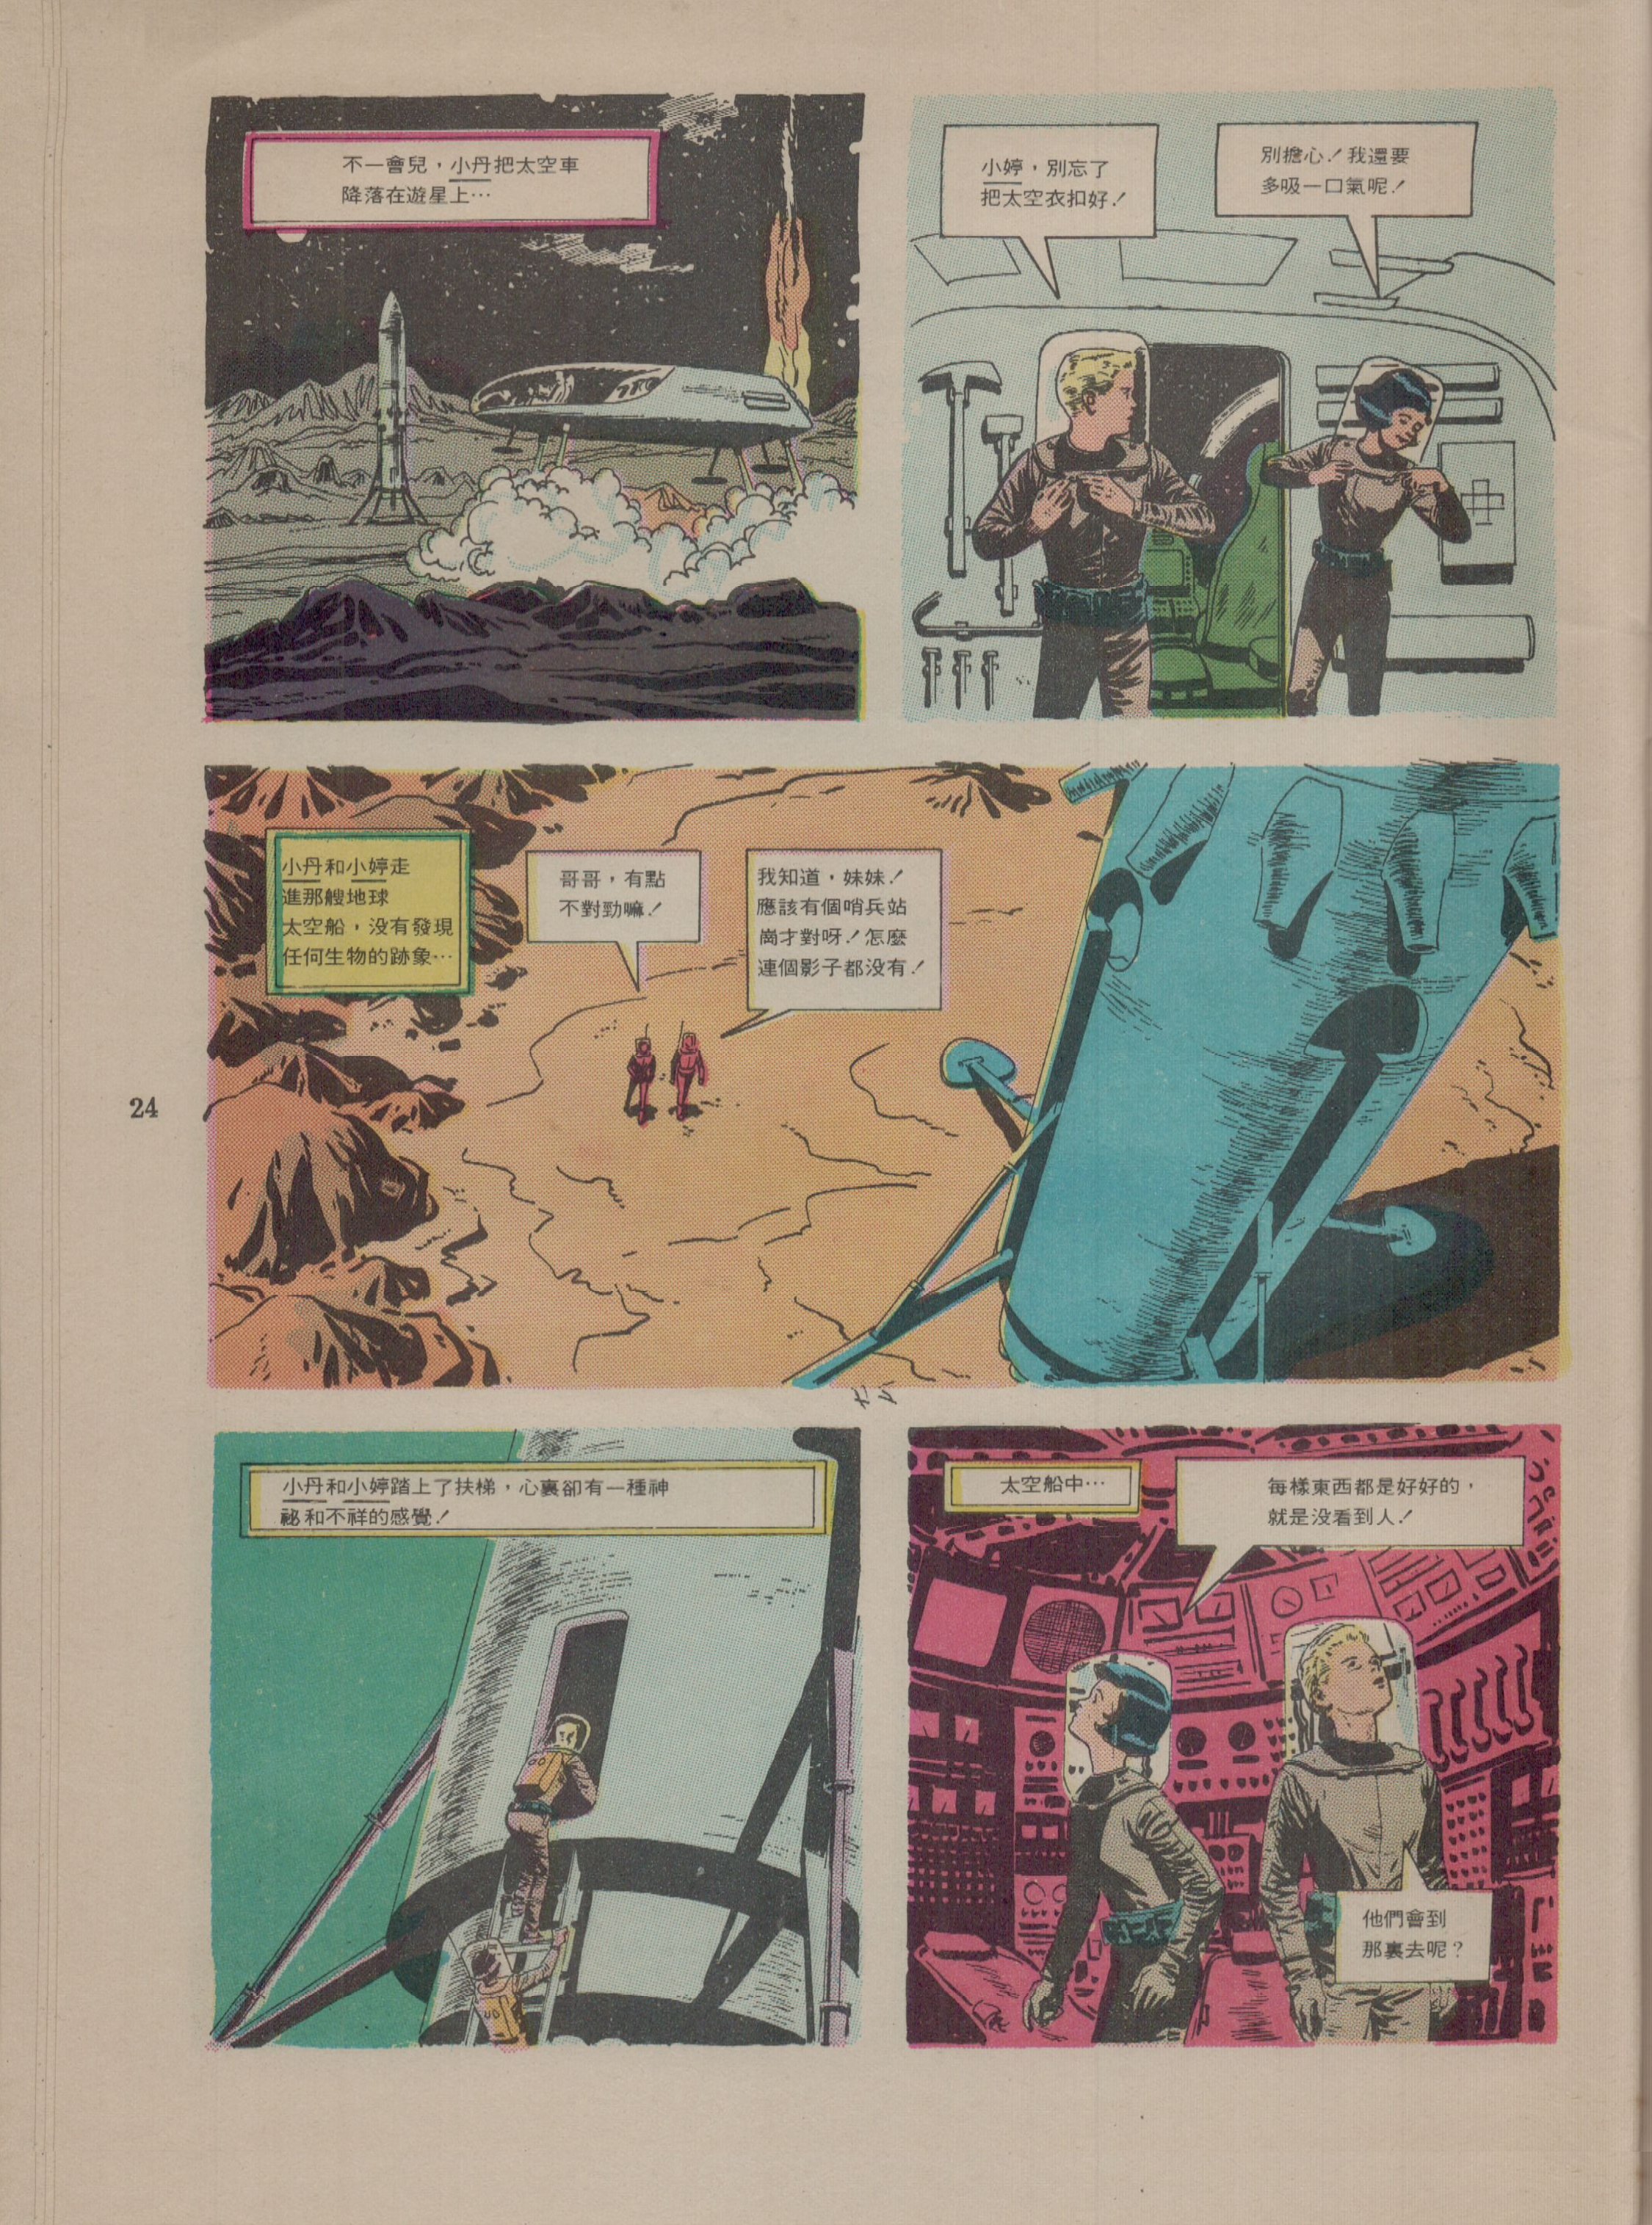 不一會兒，小丹把太空車
降落在遊星上…
小婷，別忘了
把太空衣扣好！
別擔心！我還要
多吸一口氣呢！
小丹和小婷走
進那艘地球
太空船，没有發現
任何生物的跡象…
哥哥，有點
不對勁嘛！
我知道，妹妹！
應該有個哨兵站
崗才對呀！怎麼
連個影子都没有！
24
小丹和小婷踏上了扶梯，心裏卻有一種神
祕和不祥的感覺！
太空船中…
每樣東西都是好好的，
就是没看到人！
他們會到
那裏去呢？